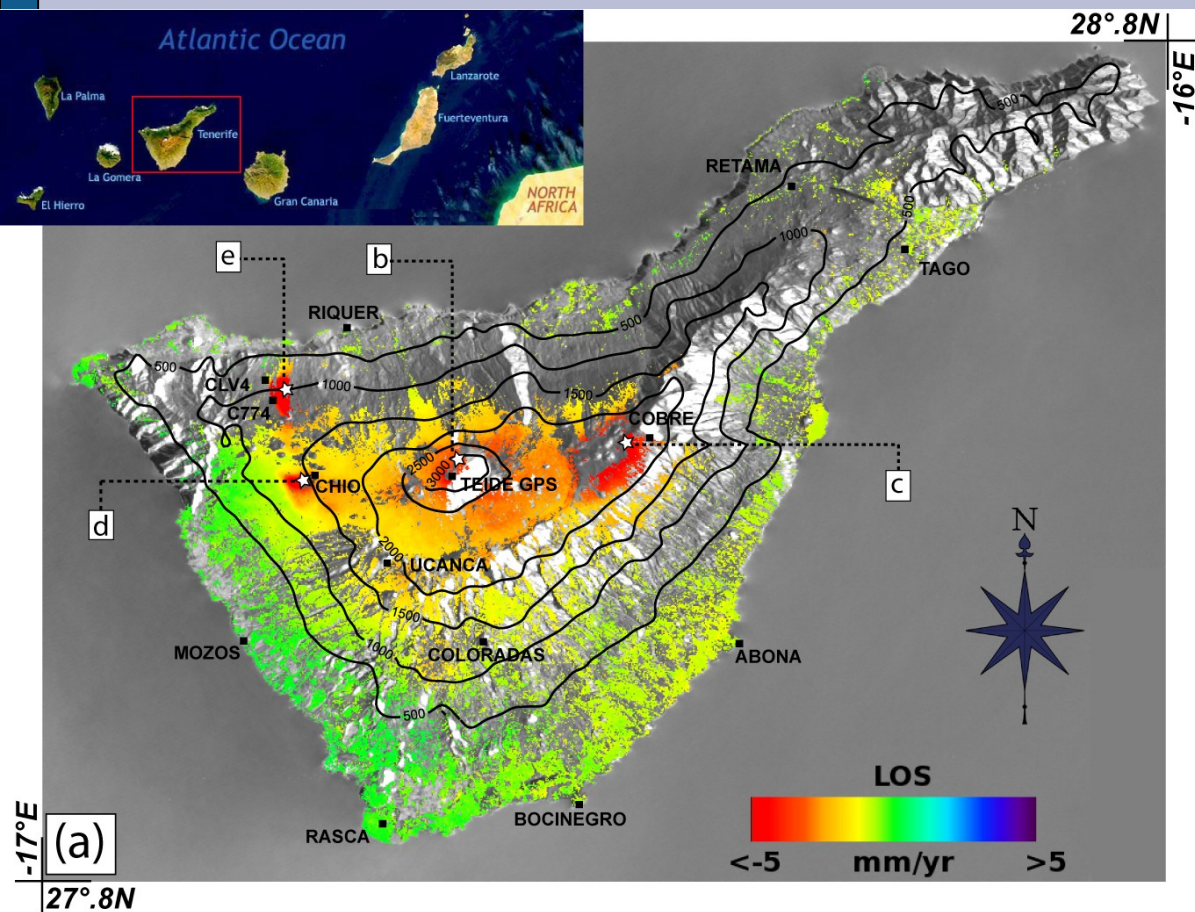 Atlantic Ocean
Lanzarote
La Palma
Fuerteventura
Tenerife
La Gomera
Gran Canaria
El Hierro
NORTH
AFRICA
28°.8N
-16°E
500
RETAMA
500
1000
TAGO
e
b
RIQUER
500
500
CLV4
1000
1500
C774
COBRE
2500
3000
TEIDE GPS
CHIO
c
d
2000
UCANCA
N
1500
1000
MOZOS
COLORADAS
ABONA
500
LOS
<-5
mm/yr
>5
BOCINEGRO
RASCA
(a)
-17°E
27°.8N